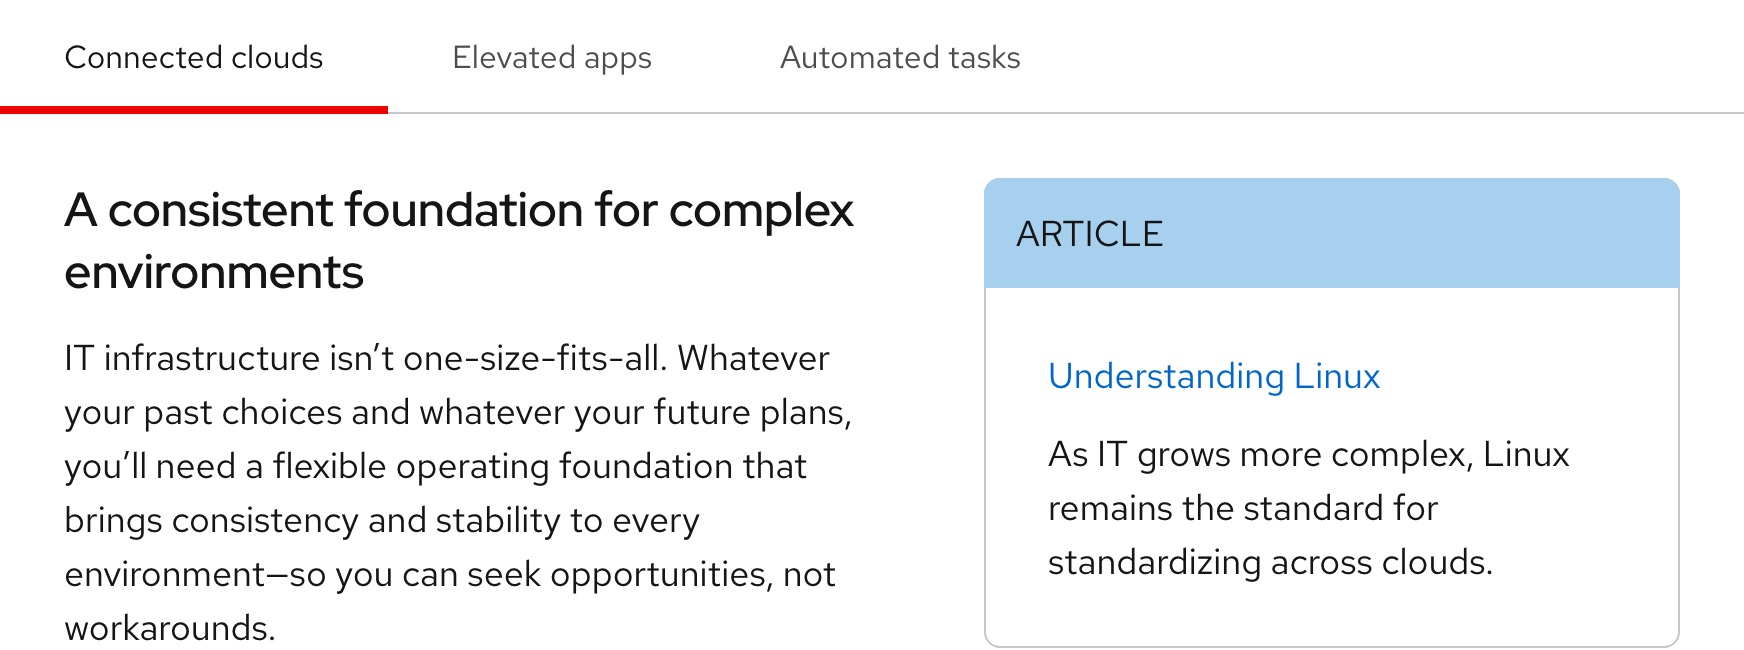 Connected clouds
Elevated apps
Automated tasks
A consistent foundation for complex
environments
IT infrastructure isn’t one-size-fits-all. Whatever
your past choices and whatever your future plans,
you’ll need a flexible operating foundation that
brings consistency and stability to every
environment—so you can seek opportunities, not
workarounds.
ARTICLE
Understanding Linux
As IT grows more complex, Linux
remains the standard for
standardizing across clouds.